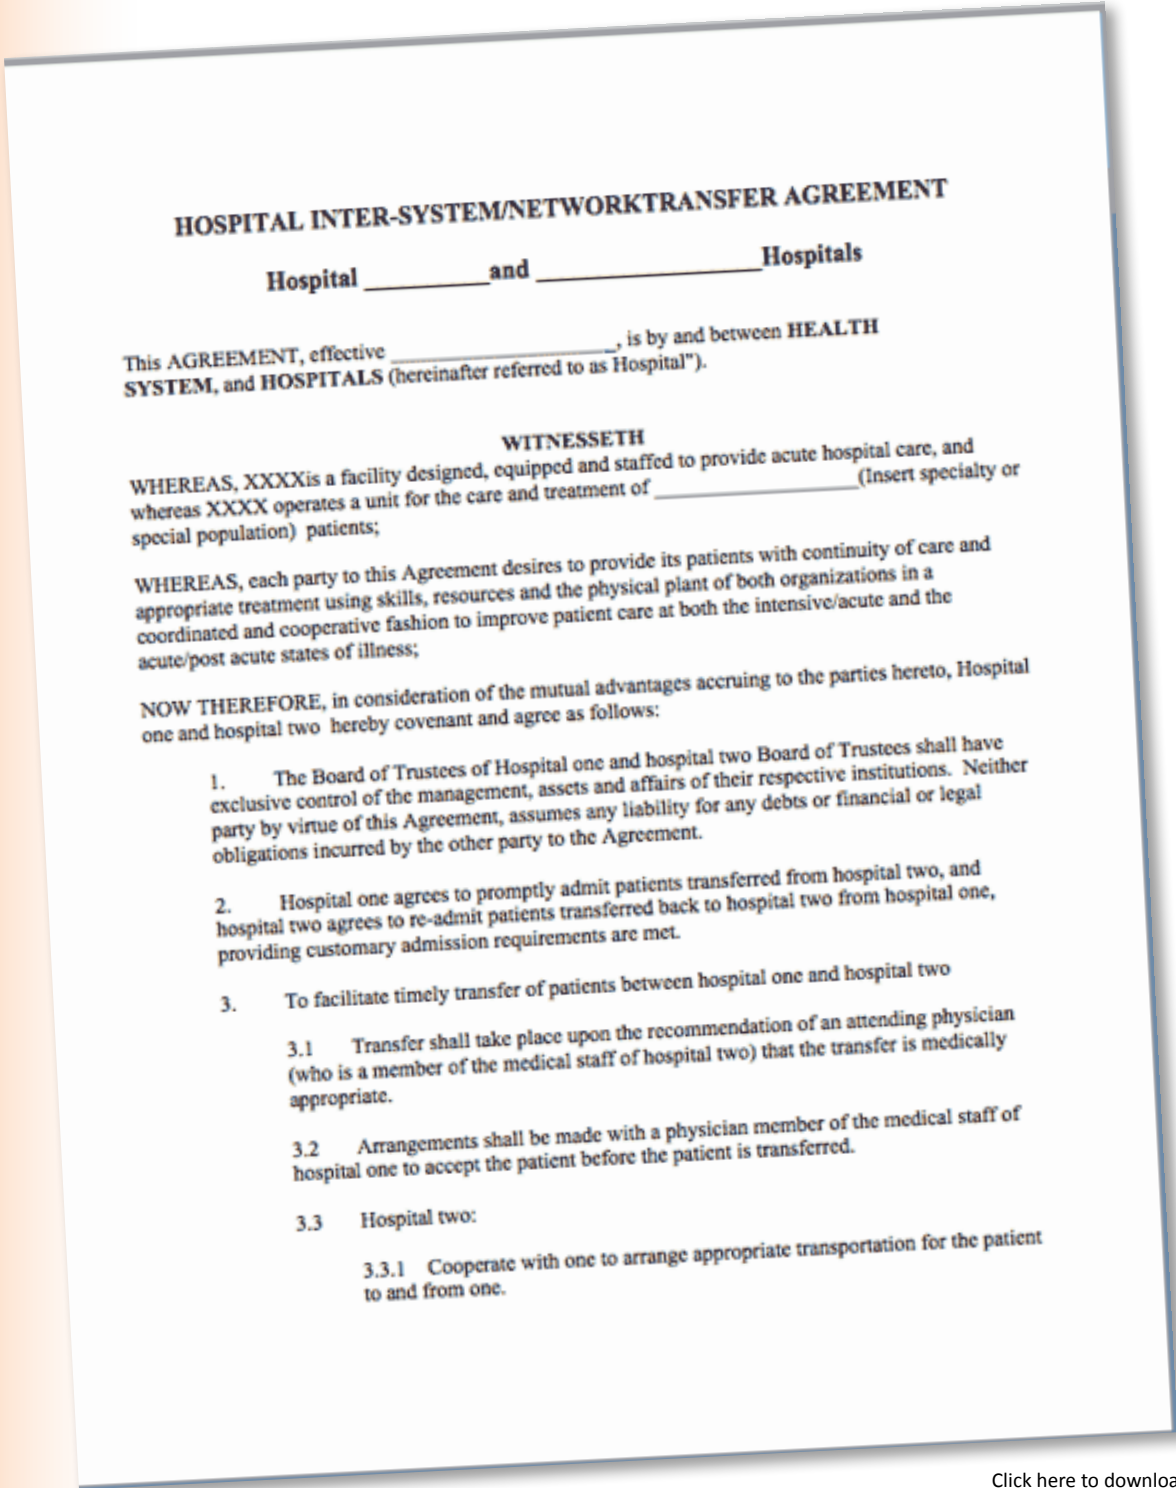 HOSPITAL INTER-SYSTEM/NETWORKTRANSFER AGREEMENT
Hospital __________and __________________Hospitals
This AGREEMENT, effective ______________________, is by and between HEALTH
SYSTEM, and HOSPITALS (hereinafter referred to as Hospital").
WITNESSETH
WHEREAS, XXXXis a facility designed, equipped and staffed to provide acute hospital care, and
whereas XXXX operates a unit for the care and treatment of ____________________(Insert specialty or
special population) patients;
WHEREAS, each party to this Agreement desires to provide its patients with continuity of care and
appropriate treatment using skills, resources and the physical plant of both organizations in a
coordinated and cooperative fashion to improve patient care at both the intensive/acute and the
acute/post acute states of illness;
NOW THEREFORE, in consideration of the mutual advantages accruing to the parties hereto, Hospital
one and hospital two hereby covenant and agree as follows:
1. The Board of Trustees of Hospital one and hospital two Board of Trustees shall have
exclusive control of the management, assets and affairs of their respective institutions. Neither
party by virtue of this Agreement, assumes any liability for any debts or financial or legal
obligations incurred by the other party to the Agreement.
2. Hospital one agrees to promptly admit patients transferred from hospital two, and
hospital two agrees to re-admit patients transferred back to hospital two from hospital one,
providing customary admission requirements are met.
3. To facilitate timely transfer of patients between hospital one and hospital two
3.1 Transfer shall take place upon the recommendation of an attending physician
(who is a member of the medical staff of hospital two) that the transfer is medically
appropriate.
3.2 Arrangements shall be made with a physician member of the medical staff of
hospital one to accept the patient before the patient is transferred.
3.3 Hospital two:
3.3.1 Cooperate with one to arrange appropriate transportation for the patient
to and from one.
Click here to downloa